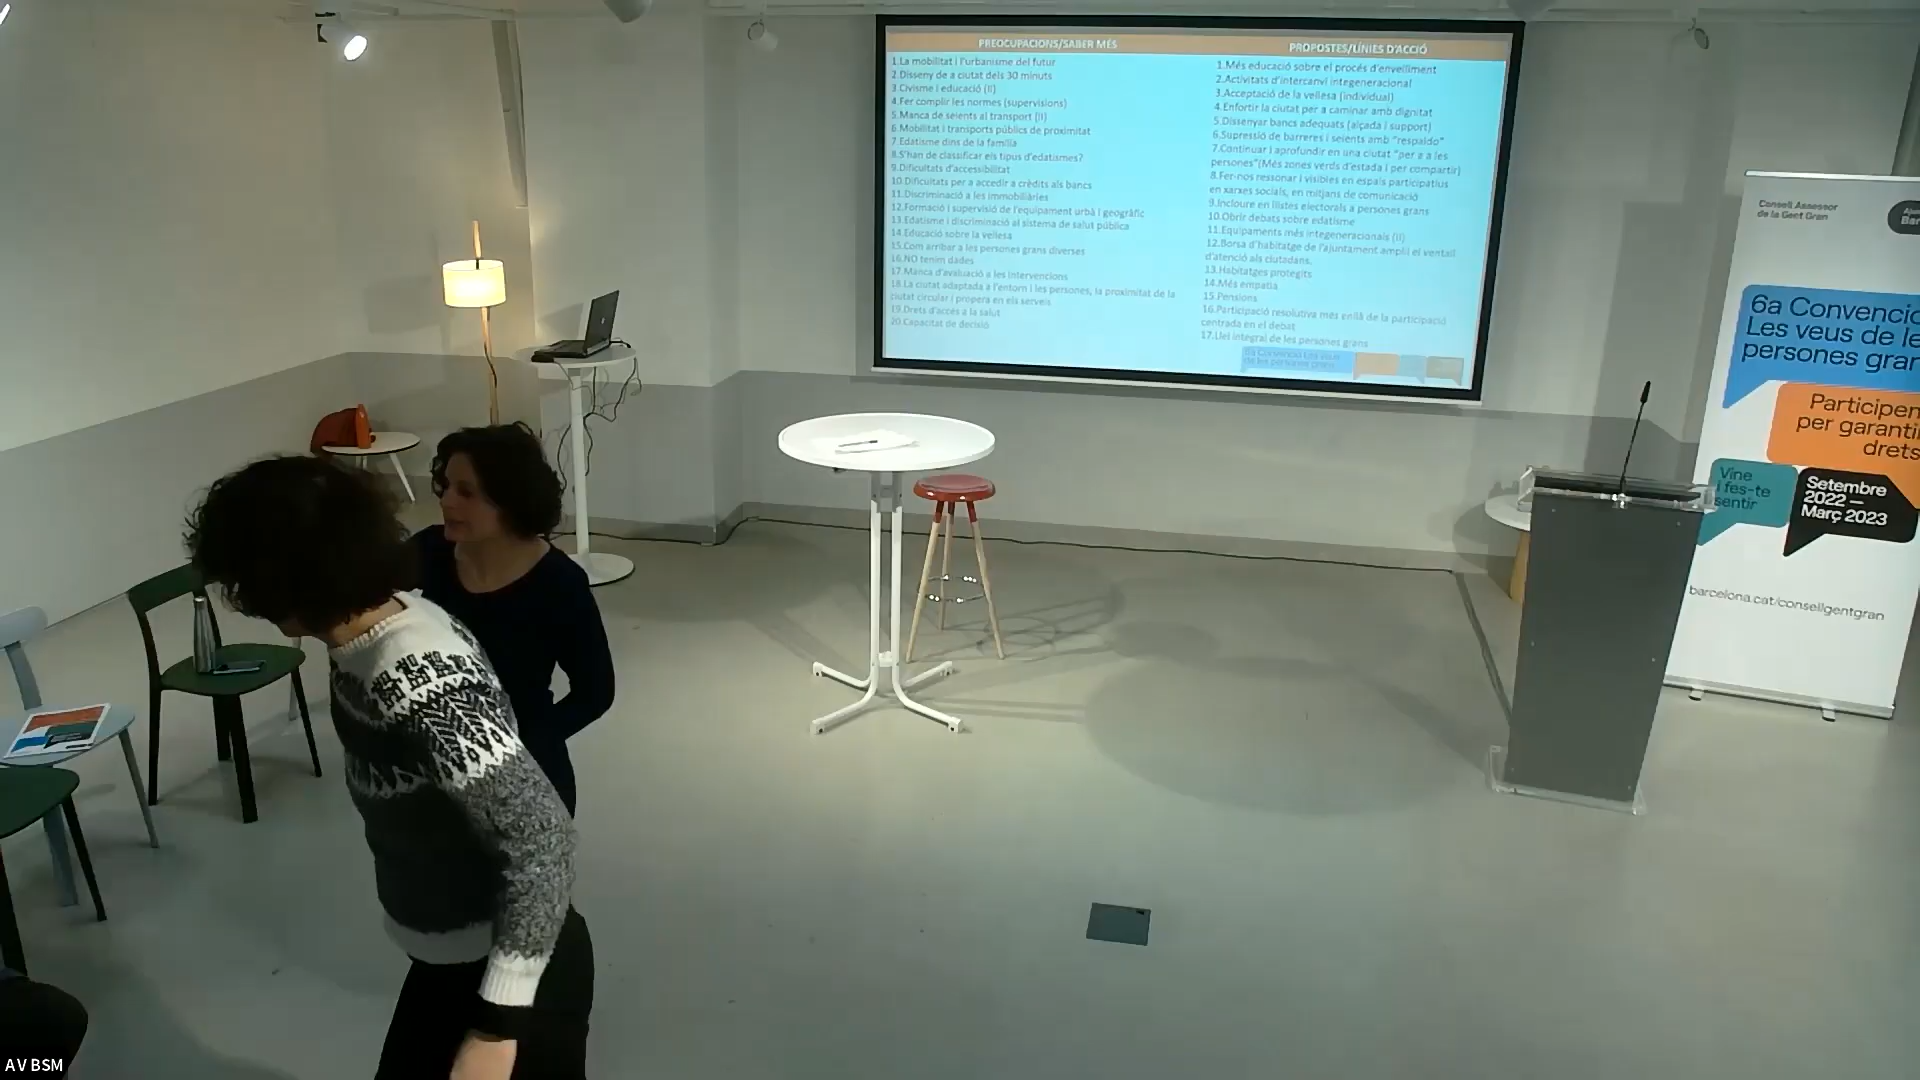 PREOCUPACIONS/SABER MÉS
1.La mobilitat i l'urbanisme del futur
2.Disseny de a ciutat dels 30 minuts
3.Civisme i educació (II)
4.Fer complir les normes (supervisions)
5.Manca de seients al transport (II)
6.Mobilitat i transports públics de proximitat
7.Edatisme dins de la família
8.S'han de classificar els tipus d'edatismes?
9.Dificultats d'accessibilitat
10.Dificultats per a accedir a crèdits als bancs
11.Discriminació a les immobiliàries
12.Formació i supervisió de l'equipament urbà i geogràfic
13.Edatisme i discriminació al sistema de salut pública
14.Educació sobre la vellesa
15.Com arribar a les persones grans diverses
16.NO tenim dades
17.Manca d'avaluació a les intervencions
18.La ciutat adaptada a l'entorn i les persones, la proximitat de la
ciutat circular i propera en els serveis
19.Drets d'accés a la salut
20.Capacitat de decisió
PROPOSTES/LÍNIES D'ACCIÓ
1.Més educació sobre el procés d'envelliment
2.Activitats d'intercanvi integeneracional
3.Acceptació de la vellesa (individual)
4.Enfortir la ciutat per a caminar amb dignitat
5.Dissenyar bancs adequats (alçada i support)
6.Supressió de barreres i seients amb "respaldo"
7.Continuar i aprofundir en una ciutat "per a a les
persones"(Més zones verds d'estada i per compartir)
8.Fer-nos ressonar i visibles en espais participatius
en xarxes socials, en mitjans de comunicació
9.Incloure en llistes electorals a persones grans
10.Obrir debats sobre edatisme
11.Equipaments més integeneracionals (II)
12.Borsa d'habitatge de l'ajuntament ampliï el ventall
d'atenció als ciutadans.
13.Habitatges protegits
14.Més empatia
15.Pensions
16.Participació resolutiva més enllà de la participació
centrada en el debat
17.Llei integral de les persones grans
6a Convenció Les veus
de les persones grans
Consell Assessor
de la Gent Gran
Bar
6a Convenció
Les veus de le
persones gran
Participem
per garanti
drets
Vine
i fes-te
sentir
Setembre
2022 —
Març 2023
barcelona.cat/consellgentgran
AV BSM